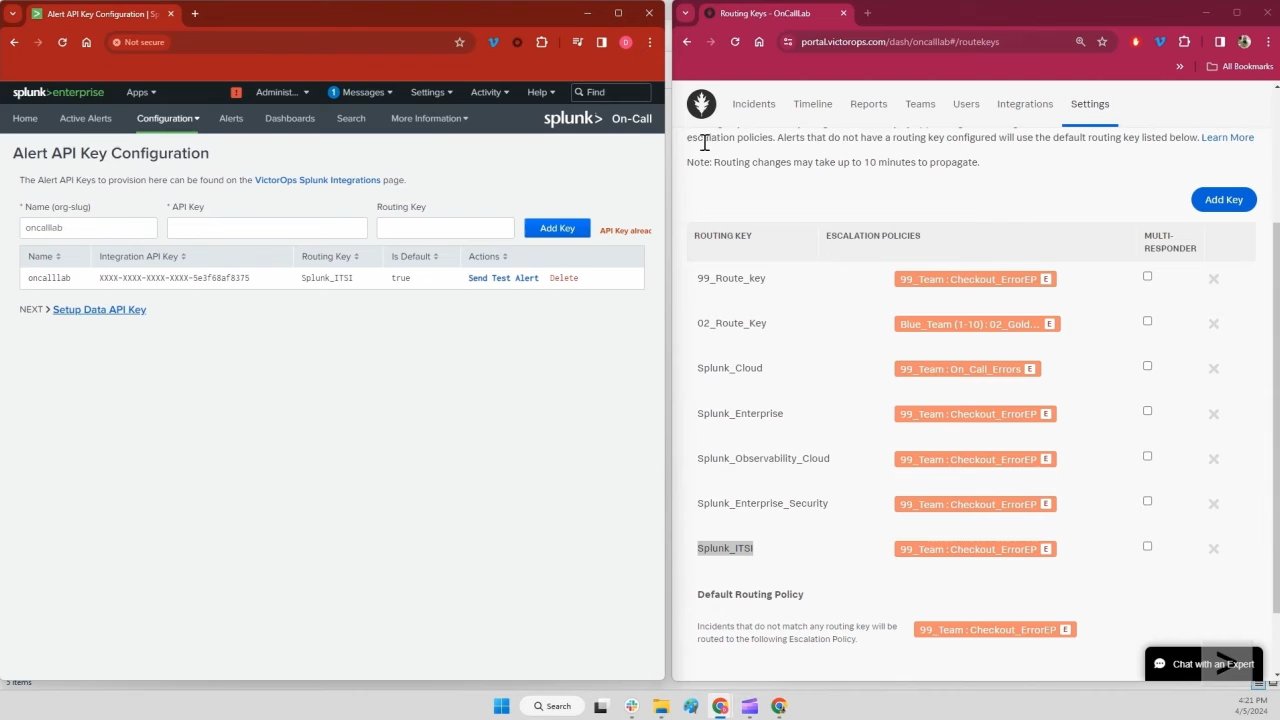 Alert API Key Configuration | Sp
Not secure
splunk>enterprise
Apps
Administ...
1 Messages
Settings
Activity
Help
Find
Home
Active Alerts
Configuration
Alerts
Dashboards
Search
More Information
splunk> On-Call
Alert API Key Configuration
The Alert API Keys to provision here can be found on the VictorOps Splunk Integrations page.
* Name (org-slug)
* API Key
Routing Key
oncalllab
Add Key
API Key alread
Name
Integration API Key
Routing Key
Is Default
Actions
oncalllab
XXXX-XXXX-XXXX-XXXX-5e3f68af8375
Splunk_ITSI
true
Send Test Alert
Delete
NEXT > Setup Data API Key
Routing Keys - OnCallLab
portal.victorops.com/dash/oncalllab#/routekeys
All Bookmarks
Incidents
Timeline
Reports
Teams
Users
Integrations
Settings
escalation policies. Alerts that do not have a routing key configured will use the default routing key listed below. Learn More
Note: Routing changes may take up to 10 minutes to propagate.
Add Key
ROUTING KEY
ESCALATION POLICIES
MULTI-
RESPONDER
99_Route_key
99_Team : Checkout_ErrorEP E
02_Route_Key
Blue_Team (1-10) : 02_Gold... E
Splunk_Cloud
99_Team : On_Call_Errors E
Splunk_Enterprise
99_Team : Checkout_ErrorEP E
Splunk_Observability_Cloud
99_Team : Checkout_ErrorEP E
Splunk_Enterprise_Security
99_Team : Checkout_ErrorEP E
Splunk_ITSI
99_Team : Checkout_ErrorEP E
Default Routing Policy
Incidents that do not match any routing key will be
routed to the following Escalation Policy.
99_Team : Checkout_ErrorEP E
Chat with an Expert
5 items
Search
4:21 PM
4/5/2024